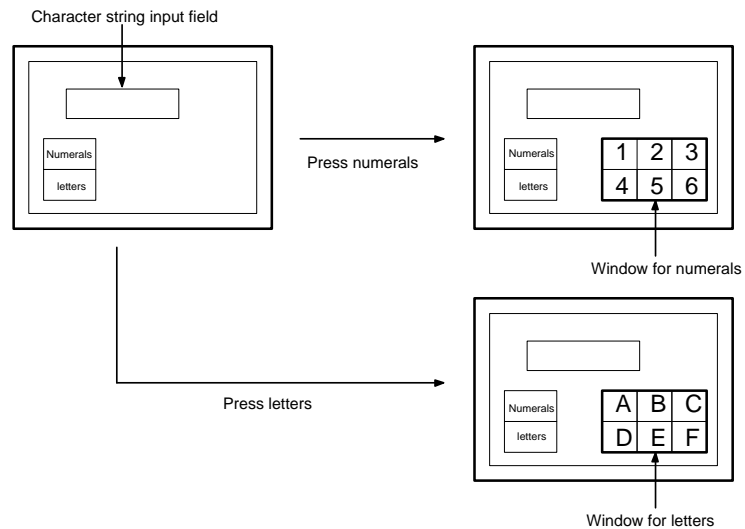 Character string input field
Numerals
letters
Press numerals
Numerals
letters
1 2 3
4 5 6
Window for numerals
Press letters
Numerals
letters
A B C
D E F
Window for letters